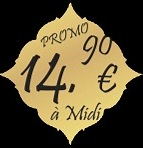 PROMO
14,90 €
à Midi